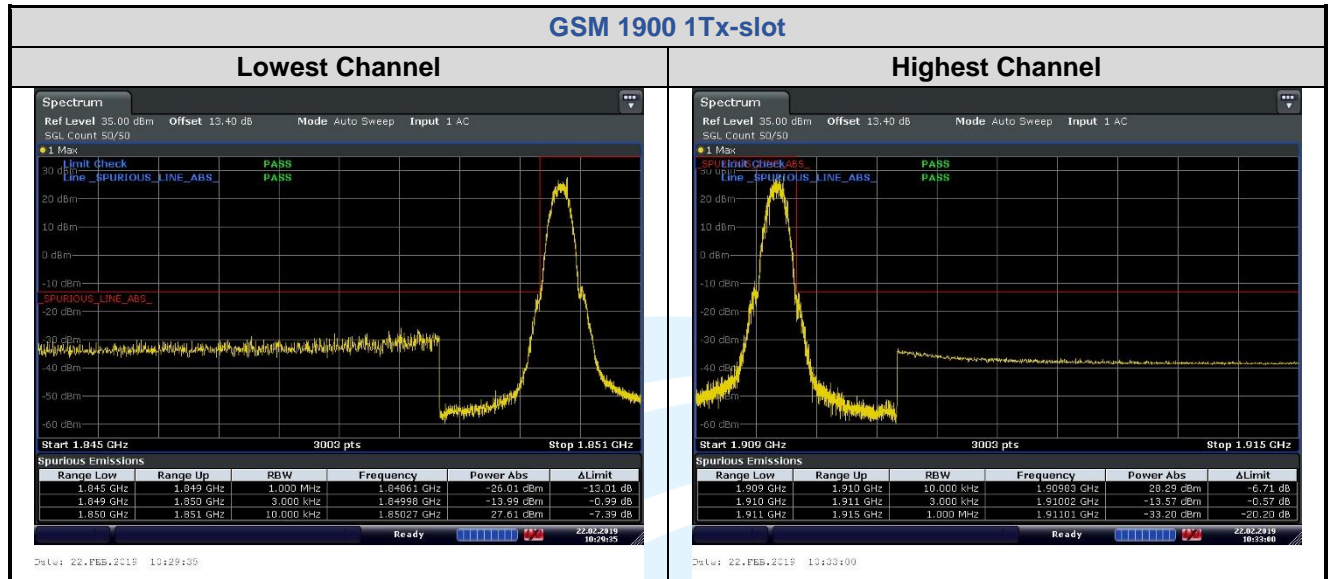 GSM 1900 1Tx-slot
Lowest Channel
Highest Channel
Spectrum
Ref Level 35.00 dBm Offset 13.40 dB Mode Auto Sweep Input 1 AC
SGL Count 50/50
1 Max
Limit Check PASS
Line _SPURIOUS_LINE_ABS_ PASS
30 dBm
20 dBm
10 dBm
0 dBm
-10 dBm
_SPURIOUS_LINE_ABS_
-20 dBm
-30 dBm
-40 dBm
-50 dBm
-60 dBm
Start 1.845 GHz 3003 pts Stop 1.851 GHz
Spurious Emissions
Range Low Range Up RBW Frequency Power Abs ΔLimit
1.845 GHz 1.849 GHz 1.000 MHz 1.84861 GHz -26.01 dBm -13.01 dB
1.849 GHz 1.850 GHz 3.000 kHz 1.84998 GHz -13.99 dBm -0.99 dB
1.850 GHz 1.851 GHz 10.000 kHz 1.85027 GHz 27.61 dBm -7.39 dB
Ready 22.02.2019
10:29:35
Date: 22.FEB.2019 10:29:35
Spectrum
Ref Level 35.00 dBm Offset 13.40 dB Mode Auto Sweep Input 1 AC
SGL Count 50/50
1 Max
Limit Check PASS
_SPURIOUS_LINE_ABS_
30 dBm
Line _SPURIOUS_LINE_ABS_ PASS
20 dBm
10 dBm
0 dBm
-10 dBm
-20 dBm
-30 dBm
-40 dBm
-50 dBm
-60 dBm
Start 1.909 GHz 3003 pts Stop 1.915 GHz
Spurious Emissions
Range Low Range Up RBW Frequency Power Abs ΔLimit
1.909 GHz 1.910 GHz 10.000 kHz 1.90983 GHz 28.29 dBm -6.71 dB
1.910 GHz 1.911 GHz 3.000 kHz 1.91002 GHz -13.57 dBm -0.57 dB
1.911 GHz 1.915 GHz 1.000 MHz 1.91101 GHz -33.20 dBm -20.20 dB
Ready 22.02.2019
10:33:00
Date: 22.FEB.2019 10:33:00